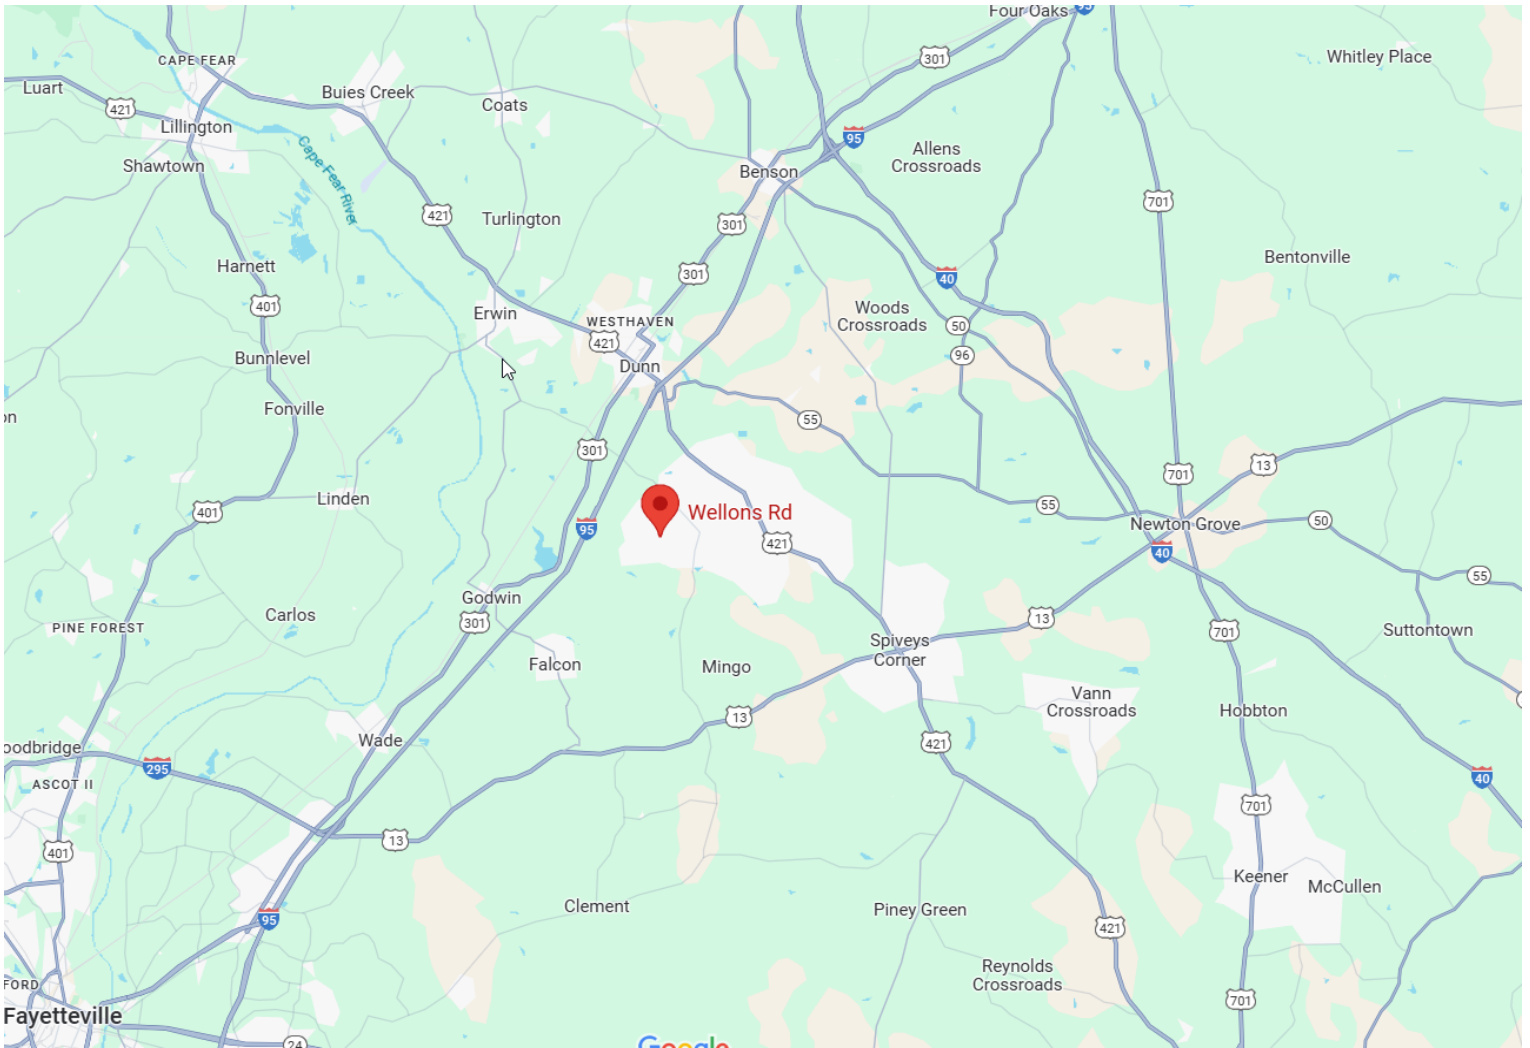 Four Oaks
95
301
Whitley Place
CAPE FEAR
Luart
Buies Creek
421
Coats
Lillington
95
Shawtown
Cape Fear River
Allens
Crossroads
Benson
701
421
Turlington
301
Harnett
301
40
Bentonville
401
Erwin
WESTHAVEN
Woods
Crossroads
50
421
Bunnlevel
Dunn
96
Fonville
55
on
301
13
701
Linden
401
Wellons Rd
55
95
Newton Grove
50
421
40
55
Godwin
Carlos
PINE FOREST
301
13
701
Suttontown
Spiveys
Corner
Falcon
Mingo
Vann
Crossroads
Hobbton
13
Wade
421
oodbridge
295
40
ASCOT II
701
13
401
Keener
McCullen
Clement
Piney Green
95
421
Reynolds
Crossroads
FORD
701
Fayetteville
24
Google